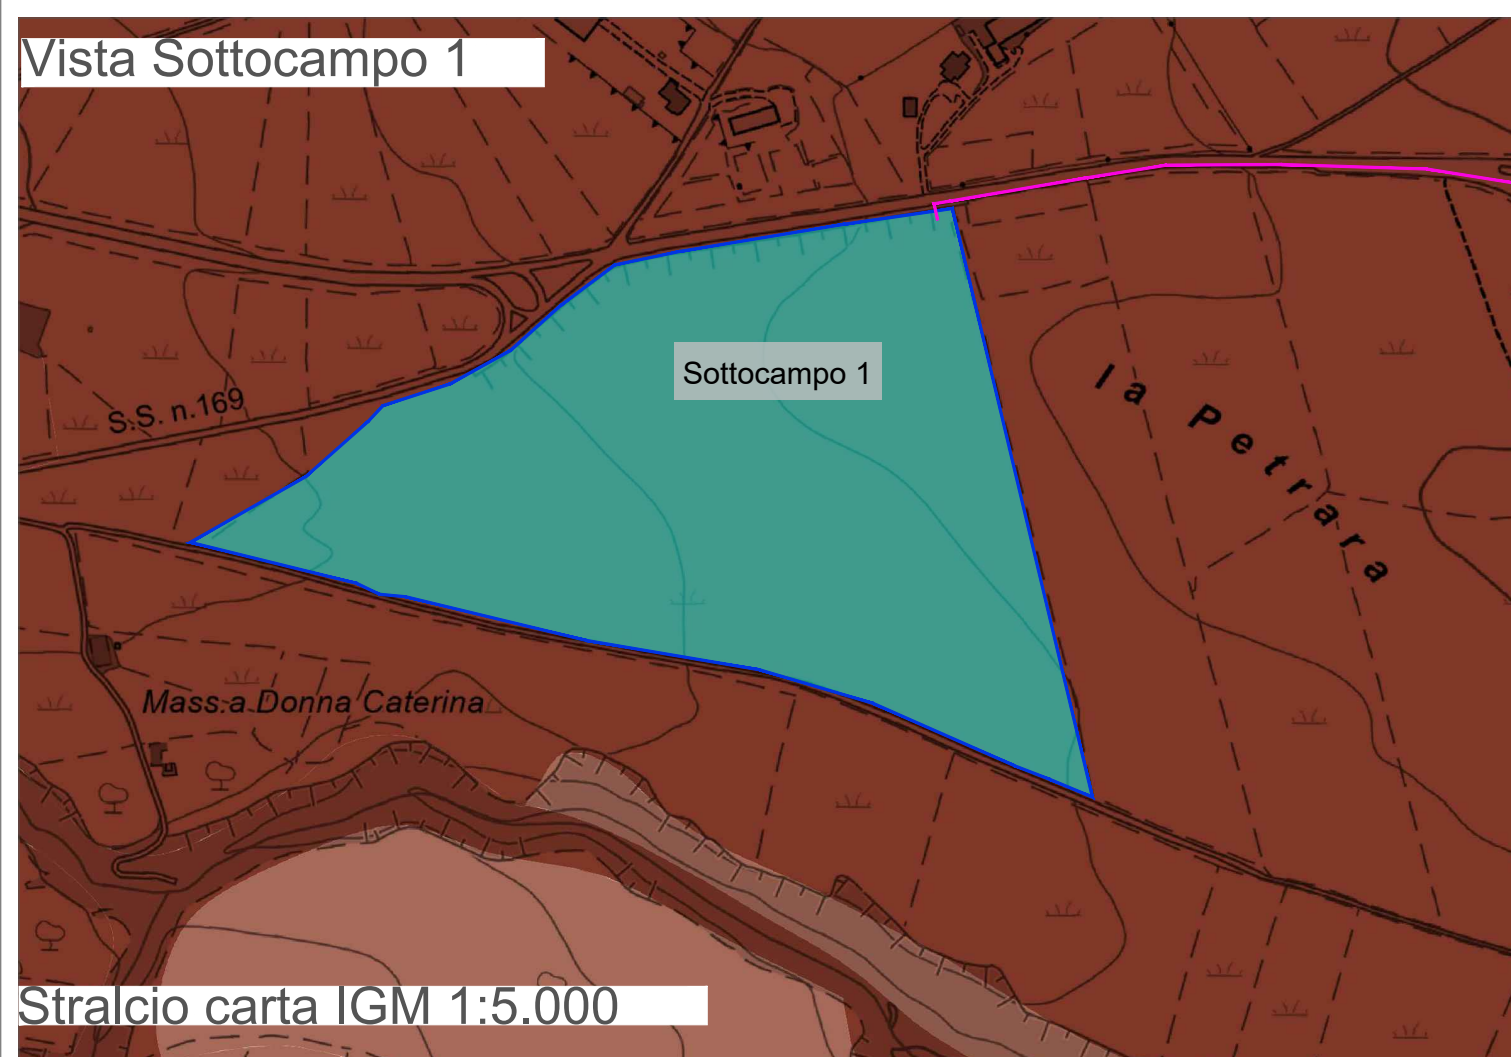 Vista Sottocampo 1
Sottocampo 1
la Petrara
S.S. n.169
Mass.a Donna Caterina
Stralcio carta IGM 1:5.000